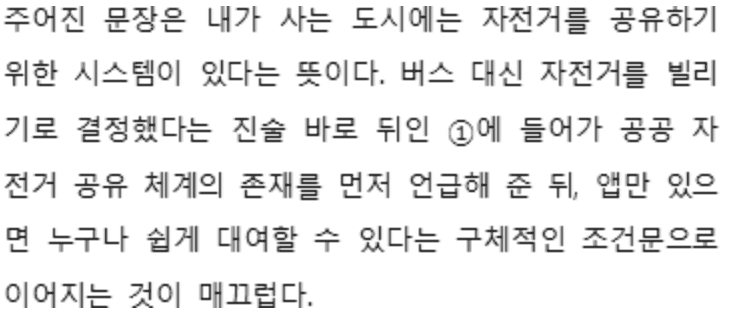 주어진 문장은 내가 사는 도시에는 자전거를 공유하기
위한 시스템이 있다는 뜻이다. 버스 대신 자전거를 빌리
기로 결정했다는 진술 바로 뒤인 ①에 들어가 공공 자
전거 공유 체계의 존재를 먼저 언급해 준 뒤, 앱만 있으
면 누구나 쉽게 대여할 수 있다는 구체적인 조건문으로
이어지는 것이 매끄럽다.